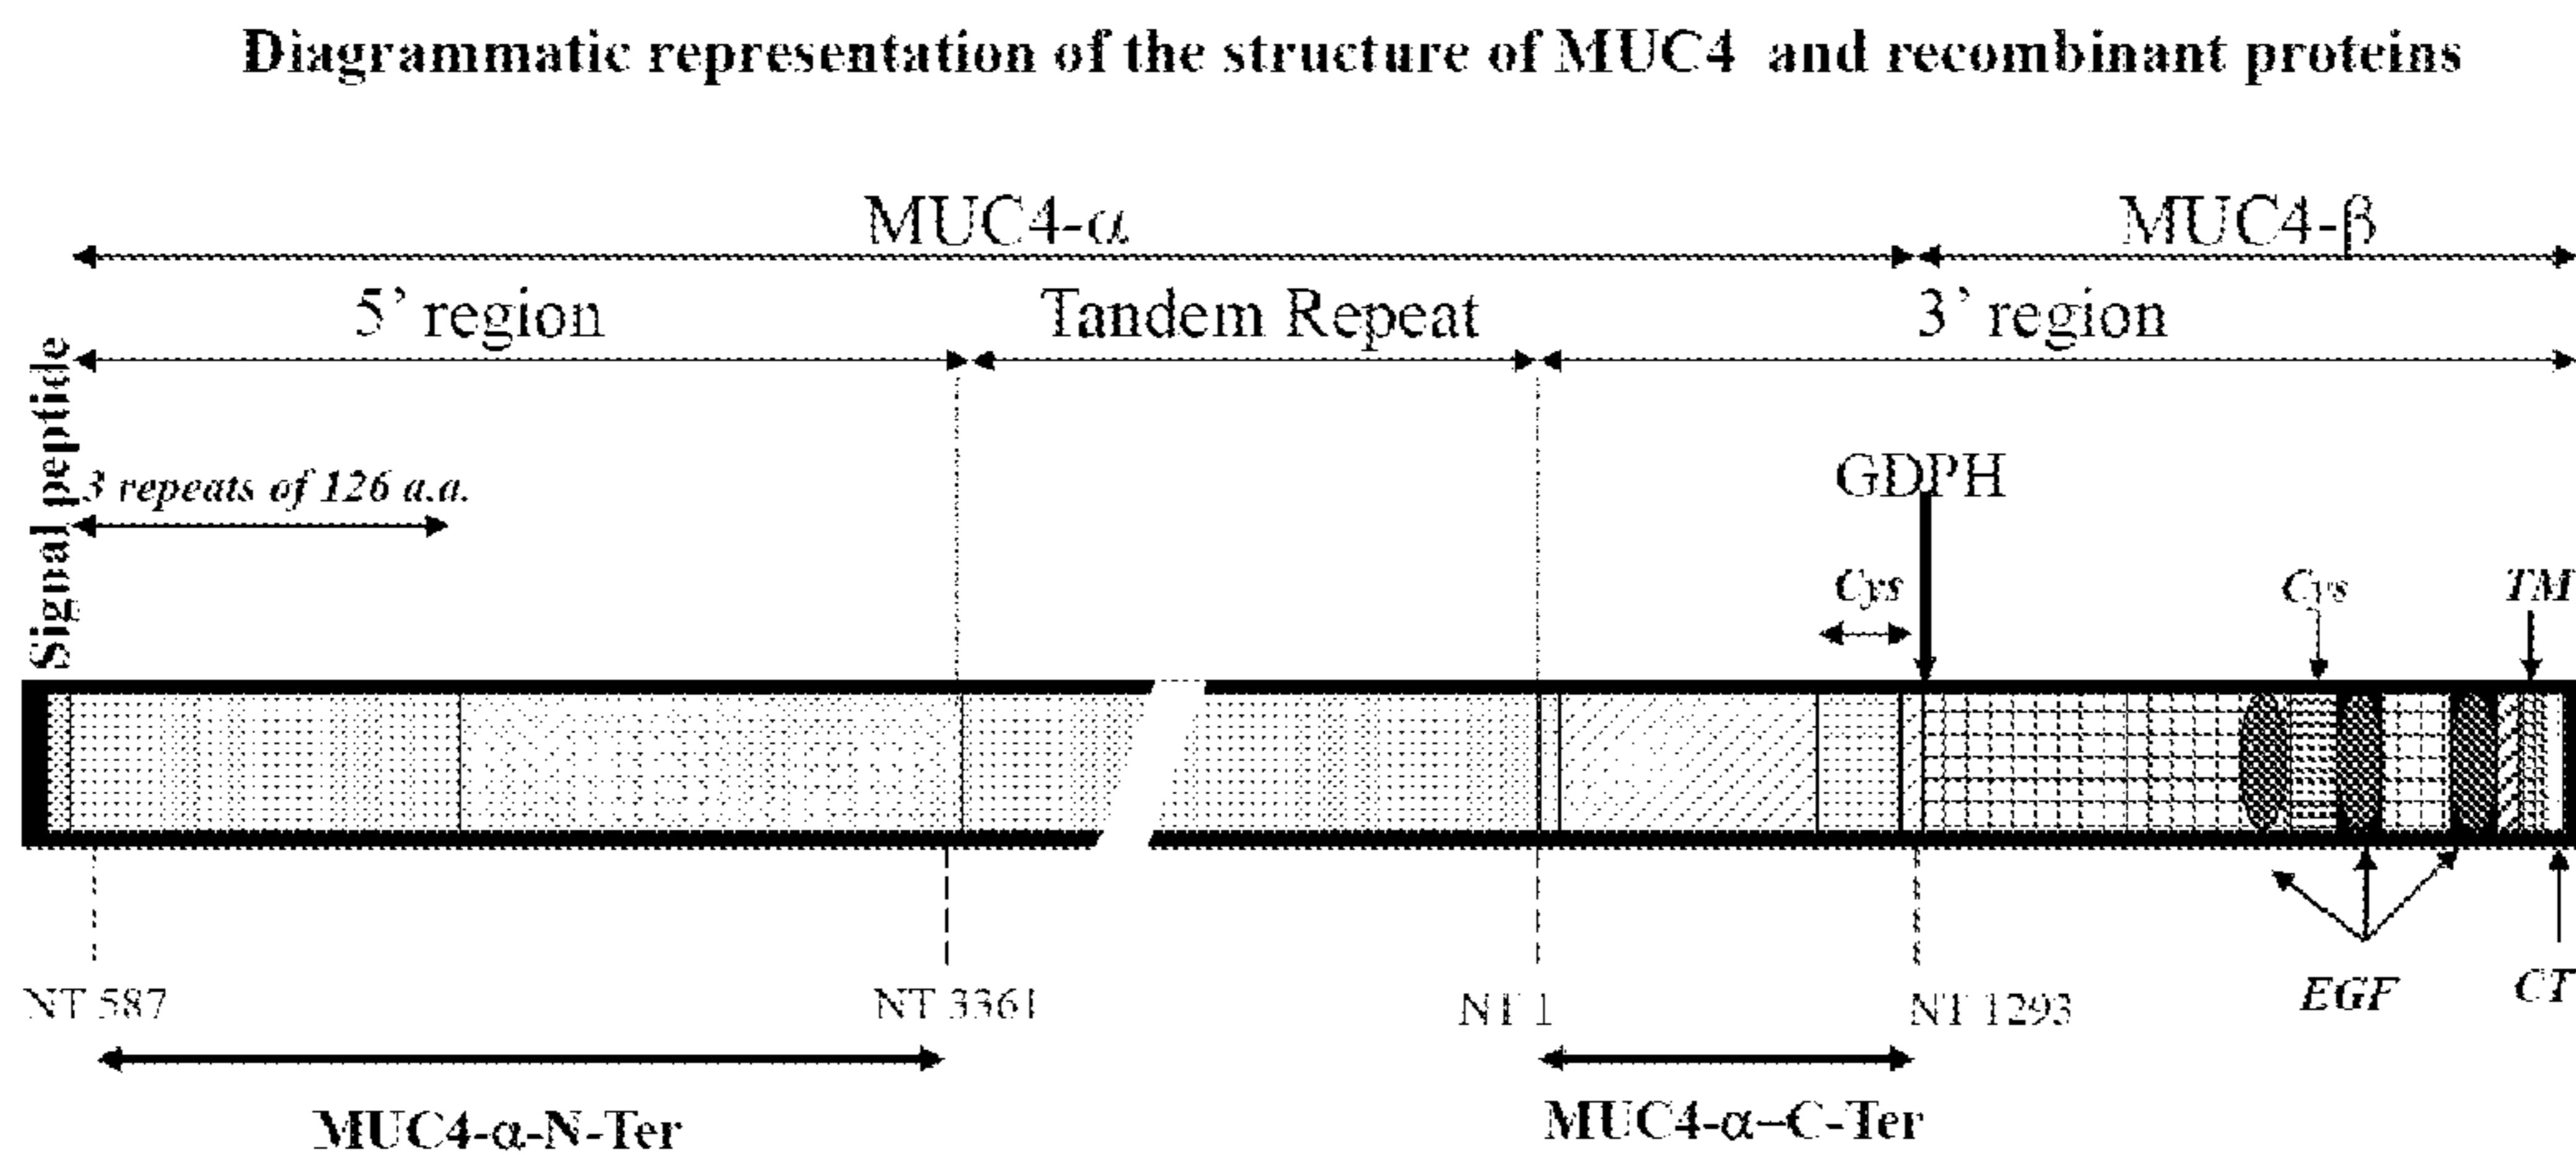 Diagrammatic representation of the structure of MUC4 and recombinant proteins
MUC4-α
MUC4-β
5’ region
Tandem Repeat
3’ region
Signal peptide
3 repeats of 126 a.a.
GDPH
Cys
Cys
TM
NT 587
NT 3361
NT 1
NT 1293
EGF
CT
MUC4-α-N-Ter
MUC4-α–C-Ter